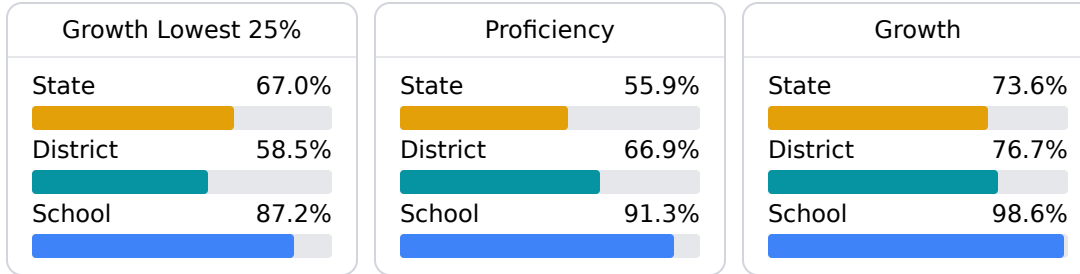 Growth Lowest 25%
State 67.0%
District 58.5%
School 87.2%
Proficiency
State 55.9%
District 66.9%
School 91.3%
Growth
State 73.6%
District 76.7%
School 98.6%